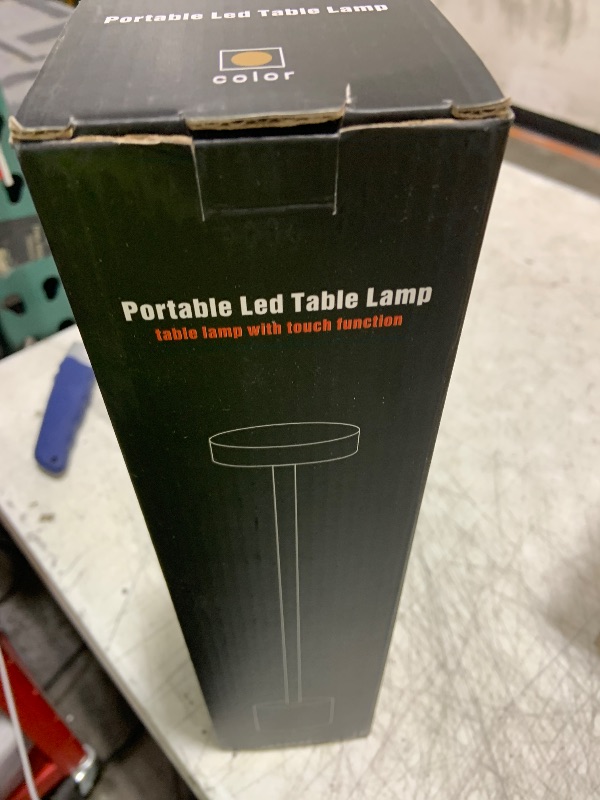 Portable Led Table Lamp
color
Portable Led Table Lamp
table lamp with touch function